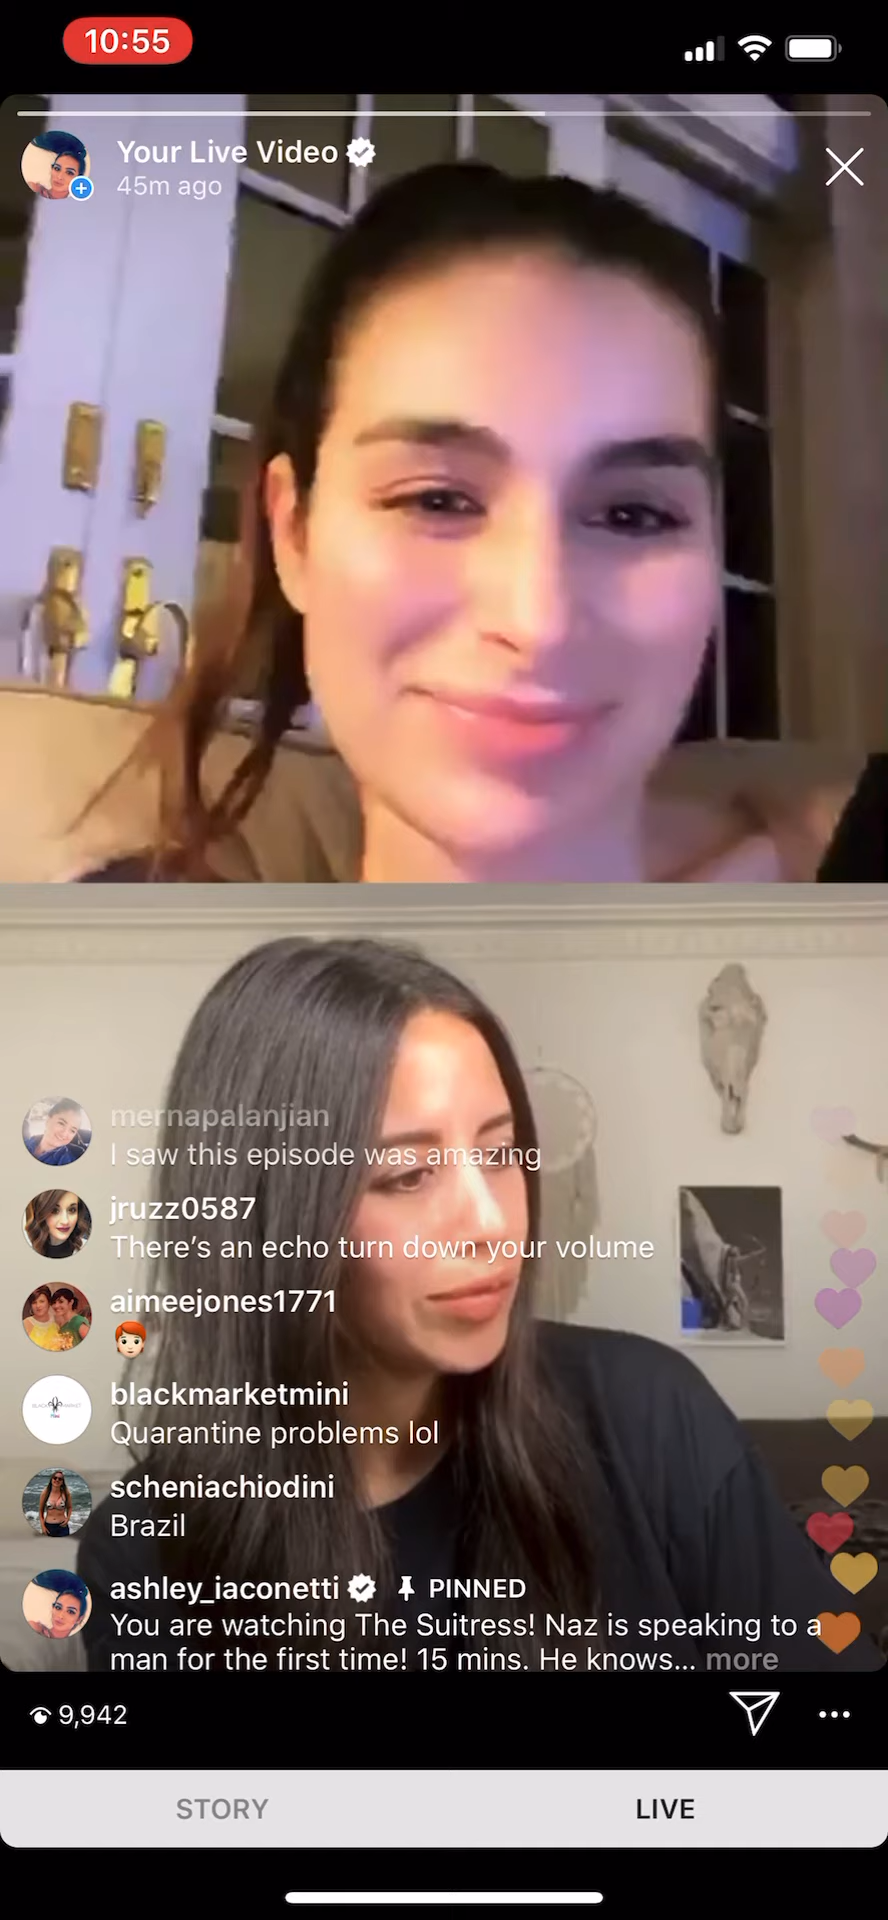 10:55
Your Live Video
45m ago
mernapalanjian
I saw this episode was amazing
jruzz0587
There's an echo turn down your volume
aimeejones1771
blackmarketmini
Quarantine problems lol
scheniachiodini
Brazil
ashley_iaconetti PINNED
You are watching The Suitress! Naz is speaking to a
man for the first time! 15 mins. He knows... more
9,942
STORY
LIVE